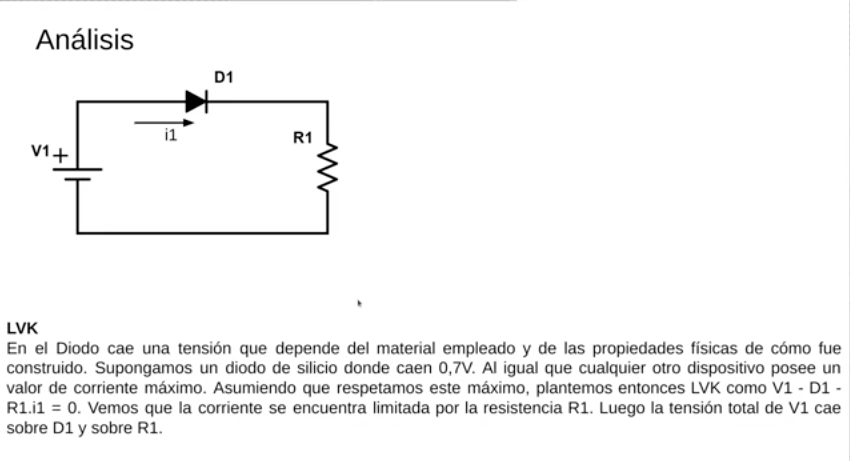 Análisis
D1
i1
R1
V1 +
LVK
En el Diodo cae una tensión que depende del material empleado y de las propiedades físicas de cómo fue
construido. Supongamos un diodo de silicio donde caen 0,7V. Al igual que cualquier otro dispositivo posee un
valor de corriente máximo. Asumiendo que respetamos este máximo, plantemos entonces LVK como V1 - D1 -
R1.i1 = 0. Vemos que la corriente se encuentra limitada por la resistencia R1. Luego la tensión total de V1 cae
sobre D1 y sobre R1.